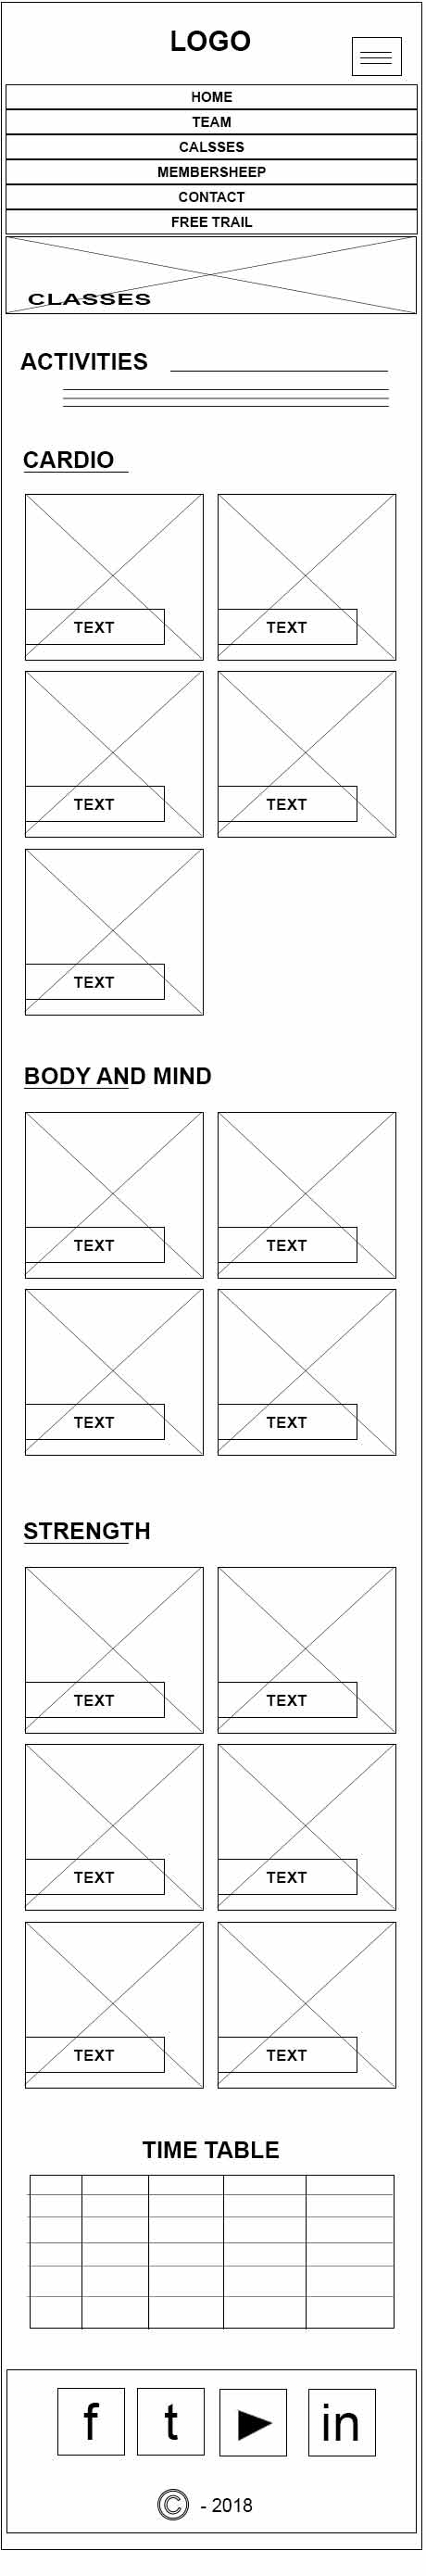 LOGO
HOME
TEAM
CALSSES
MEMBERSHEEP
CONTACT
FREE TRAIL
CLASSES
ACTIVITIES
CARDIO
TEXT TEXT
TEXT TEXT
TEXT
BODY AND MIND
TEXT TEXT
TEXT TEXT
STRENGTH
TEXT TEXT
TEXT TEXT
TEXT TEXT
TIME TABLE
f t in
© - 2018